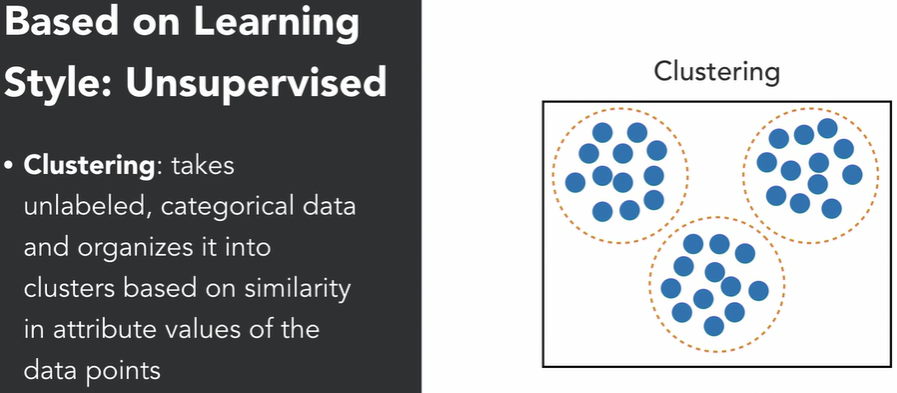 Based on Learning
Style: Unsupervised
• Clustering: takes
unlabeled, categorical data
and organizes it into
clusters based on similarity
in attribute values of the
data points
Clustering